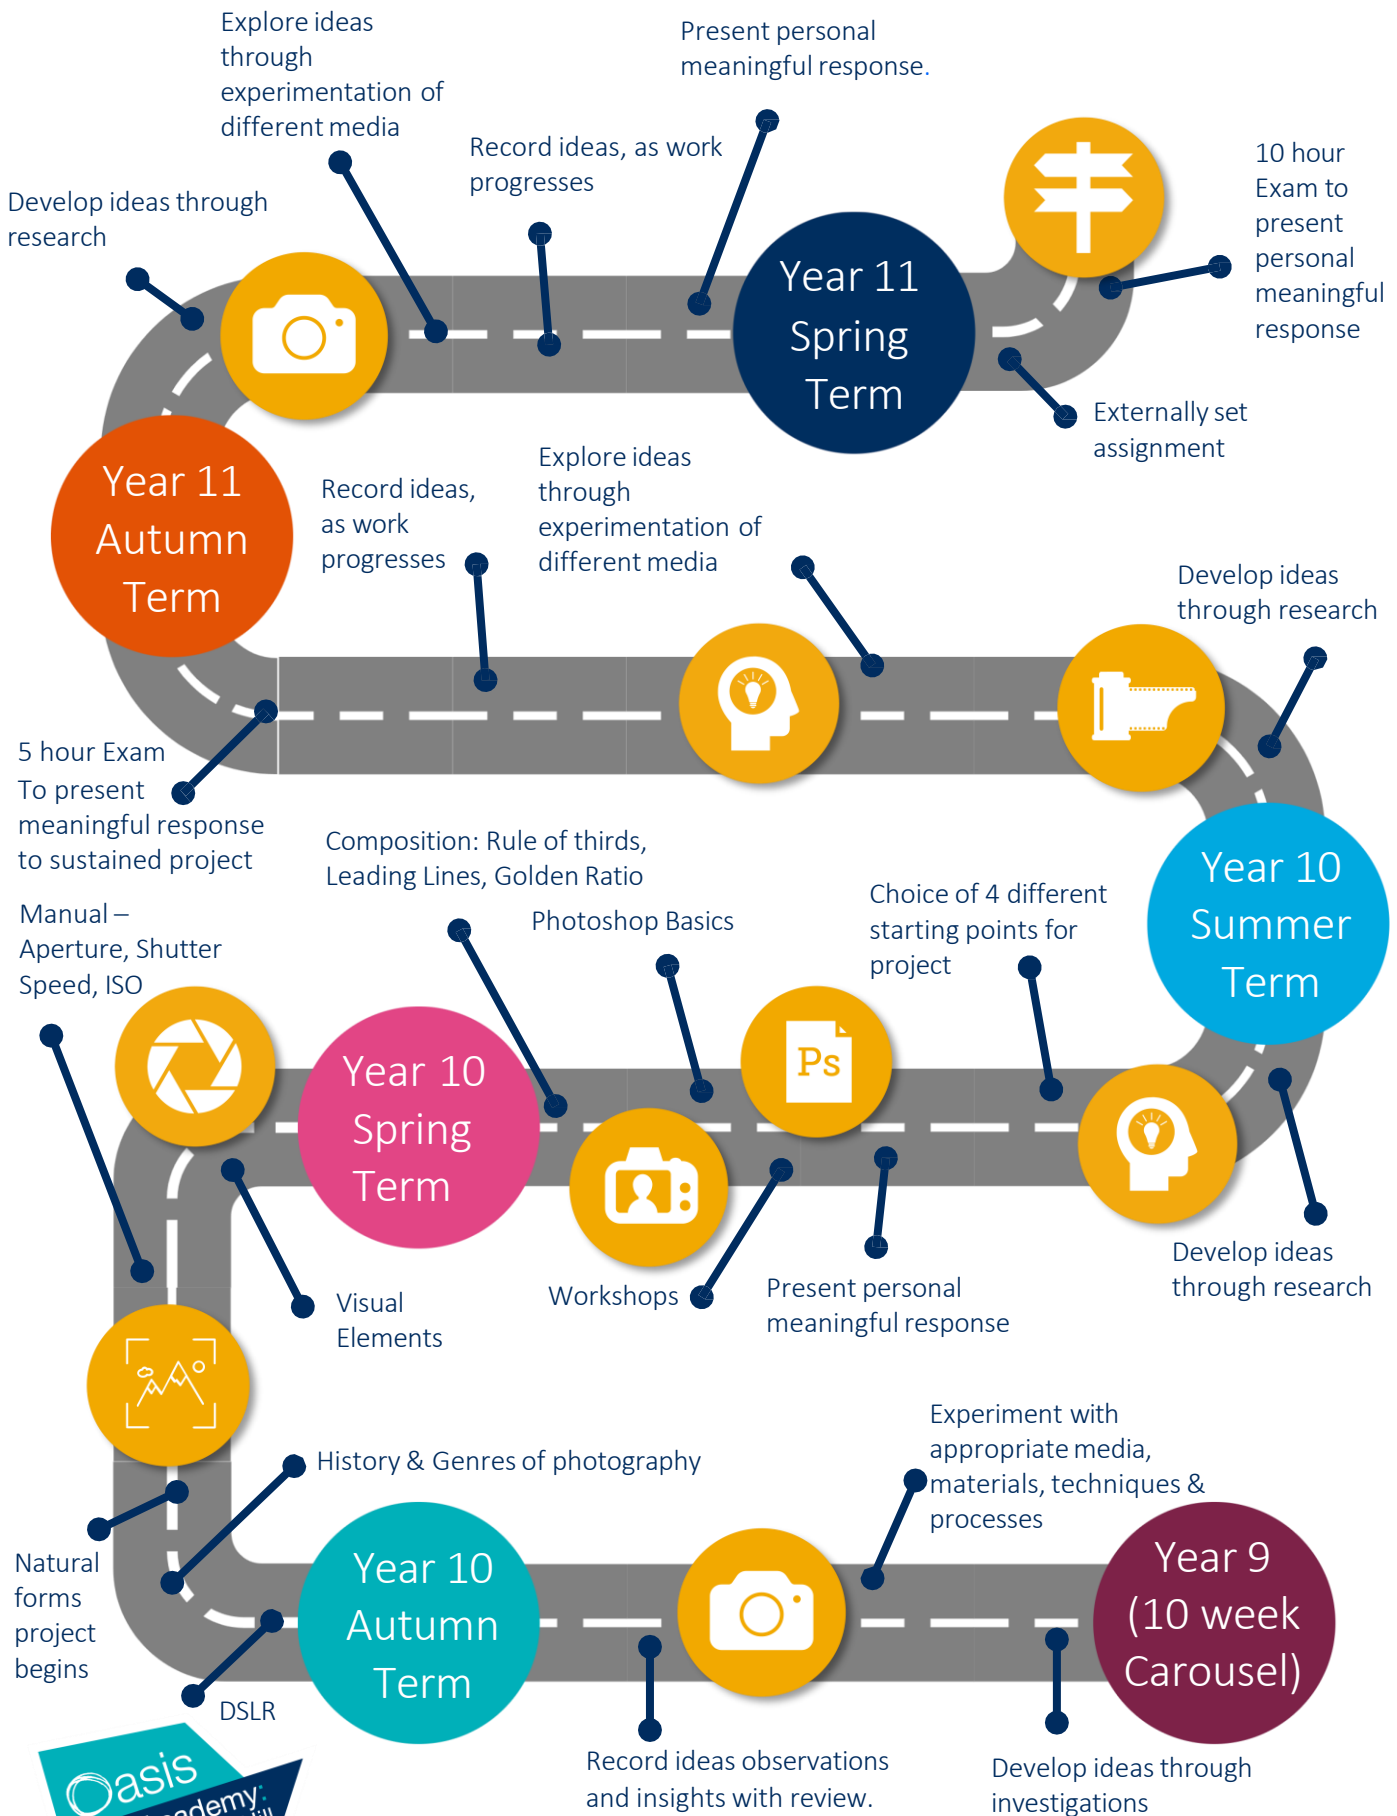 Explore ideas
through
experimentation of
different media
Present personal
meaningful response.
Record ideas, as work
progresses
10 hour
Exam to
present
personal
meaningful
response
Develop ideas through
research
Year 11
Spring
Term
Externally set
assignment
Year 11
Autumn
Term
Record ideas,
as work
progresses
Explore ideas
through
experimentation of
different media
Develop ideas
through research
5 hour Exam
To present
meaningful response
to sustained project
Composition: Rule of thirds,
Leading Lines, Golden Ratio
Year 10
Summer
Term
Choice of 4 different
starting points for
project
Photoshop Basics
Manual –
Aperture, Shutter
Speed, ISO
Year 10
Spring
Term
Ps
Develop ideas
through research
Workshops
Present personal
meaningful response
Visual
Elements
Experiment with
appropriate media,
materials, techniques &
processes
History & Genres of photography
Natural
forms
project
begins
Year 10
Autumn
Term
Year 9
(10 week
Carousel)
DSLR
Record ideas observations
and insights with review.
Develop ideas through
investigations
Oasis